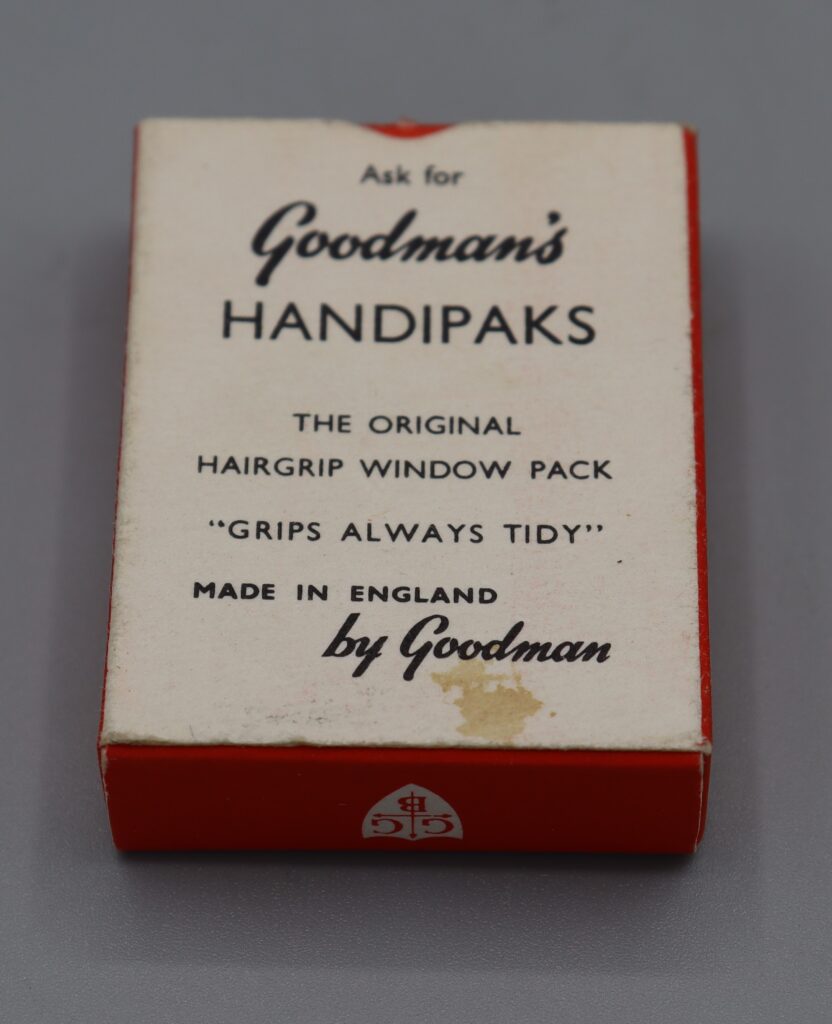 Ask for
Goodman's
HANDIPAKS
THE ORIGINAL
HAIRGRIP WINDOW PACK
“GRIPS ALWAYS TIDY”
MADE IN ENGLAND
by Goodman